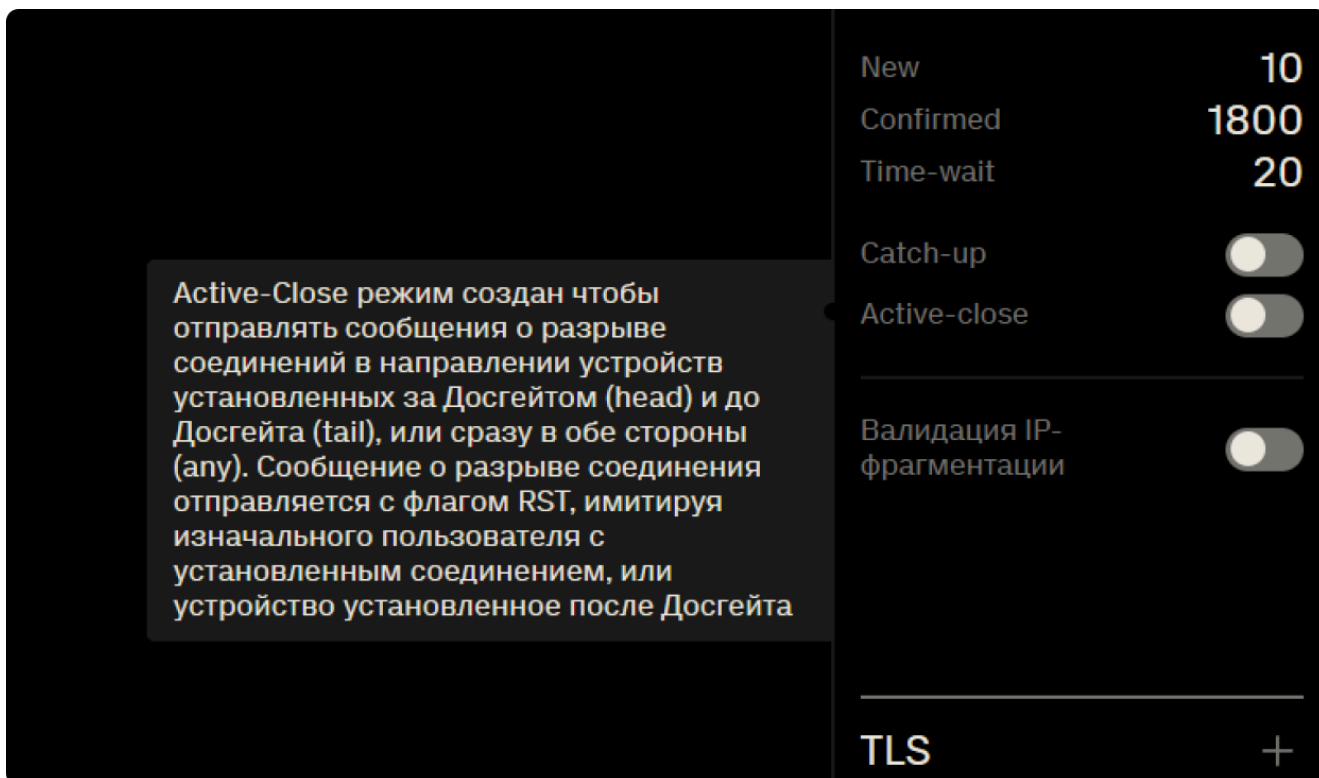 New 10
Confirmed 1800
Time-wait 20
Catch-up
Active-close
Active-Close режим создан чтобы
отправлять сообщения о разрыве
соединений в направлении устройств
установленных за Досгейтом (head) и до
Досгейта (tail), или сразу в обе стороны
(any). Сообщение о разрыве соединения
отправляется с флагом RST, имитируя
изначального пользователя с
установленным соединением, или
устройство установленное после Досгейта
Валидация IP-
фрагментации
TLS +